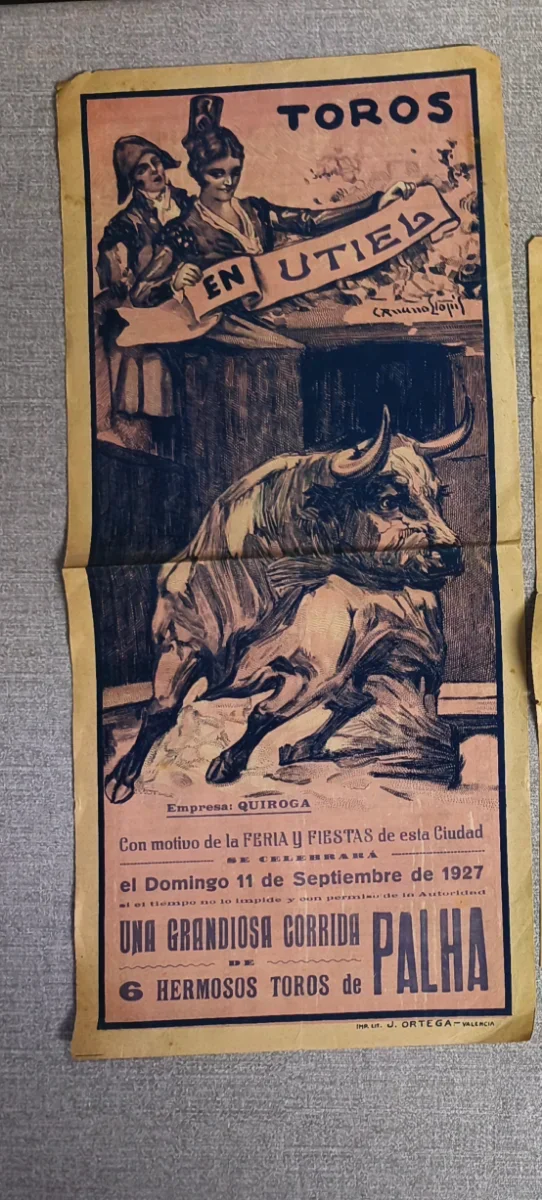 TOROS
EN UTIEL
C Ruano Llopis
Empresa: QUIROGA
Con motivo de la FERIA y FIESTAS de esta Ciudad
SE CELEBRARÁ
el Domingo 11 de Septiembre de 1927
si el tiempo no lo impide y con permiso de la Autoridad
UNA GRANDIOSA CORRIDA
DE
6 HERMOSOS TOROS de PALHA
IMP. LIT. J. ORTEGA - VALENCIA